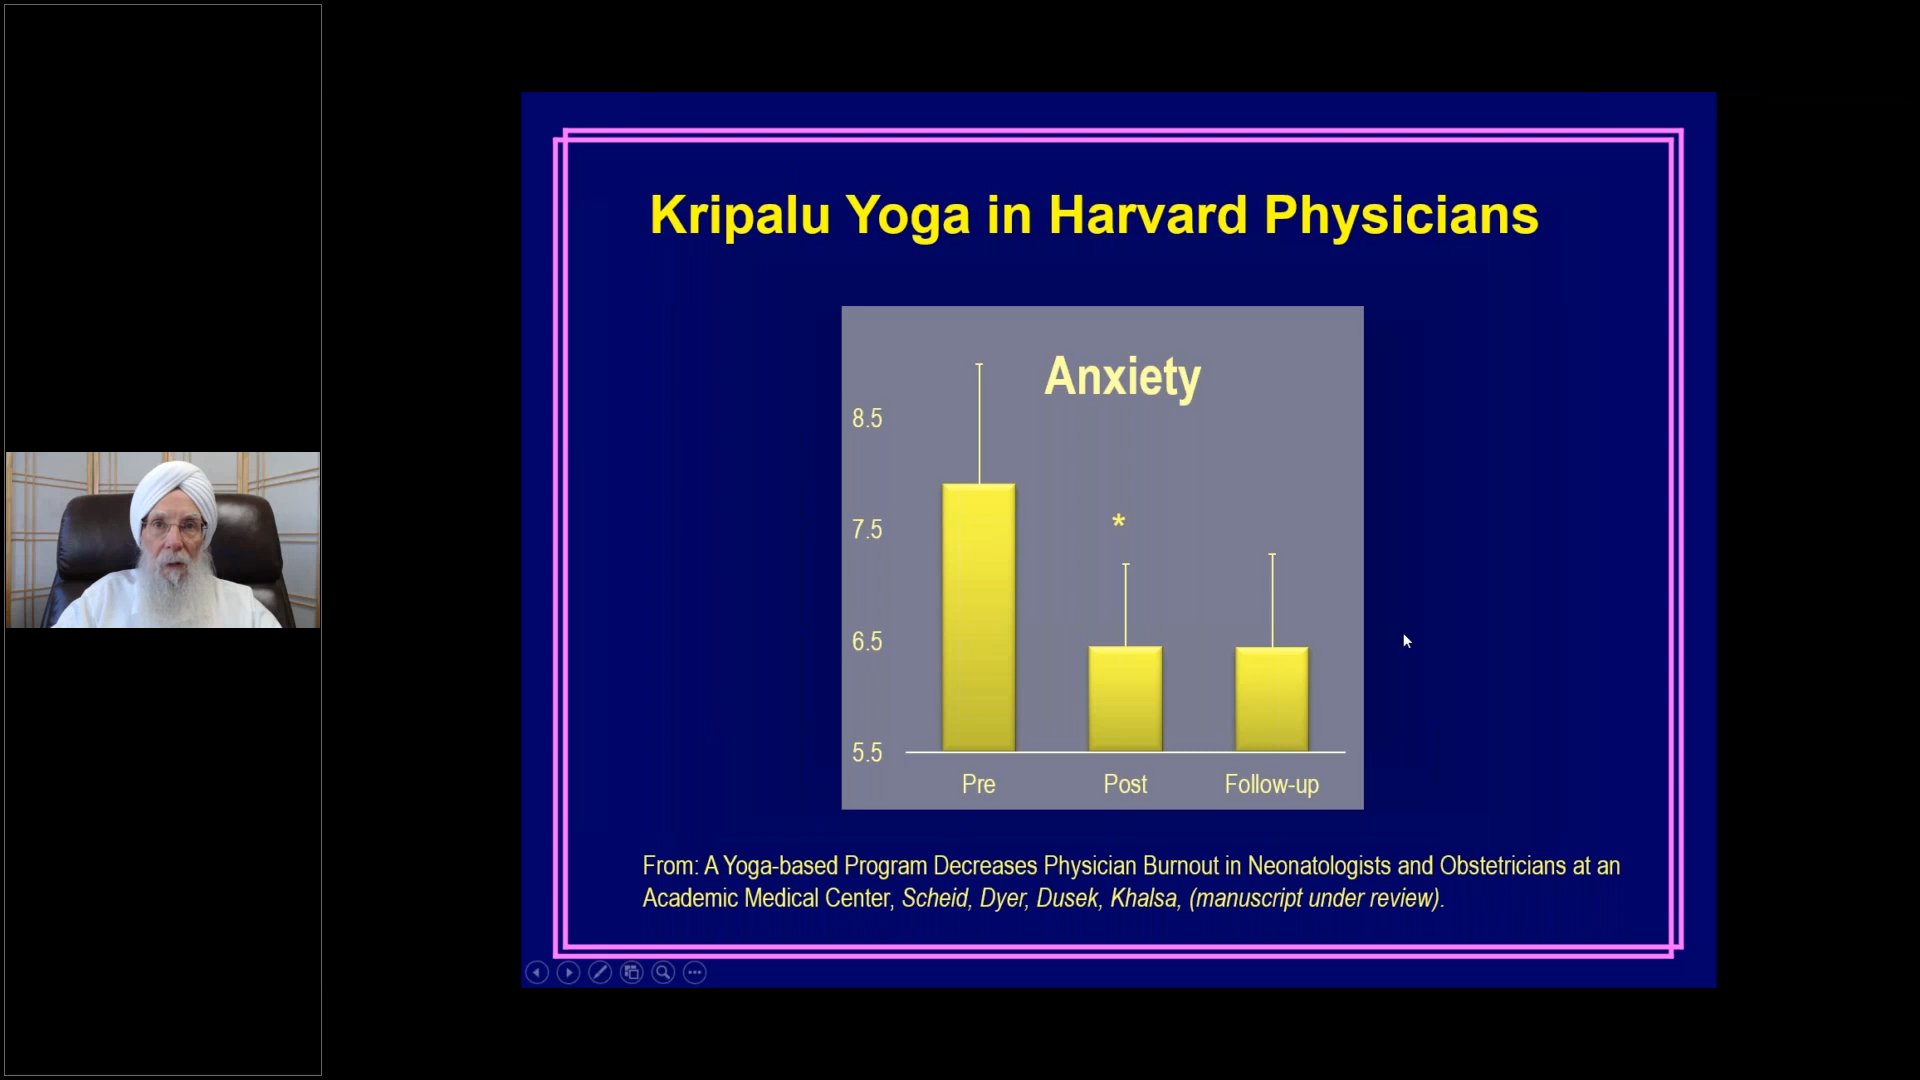 Kripalu Yoga in Harvard Physicians
Anxiety
8.5
7.5
*
6.5
5.5
Pre Post Follow-up
From: A Yoga-based Program Decreases Physician Burnout in Neonatologists and Obstetricians at an
Academic Medical Center, Scheid, Dyer, Dusek, Khalsa, (manuscript under review).